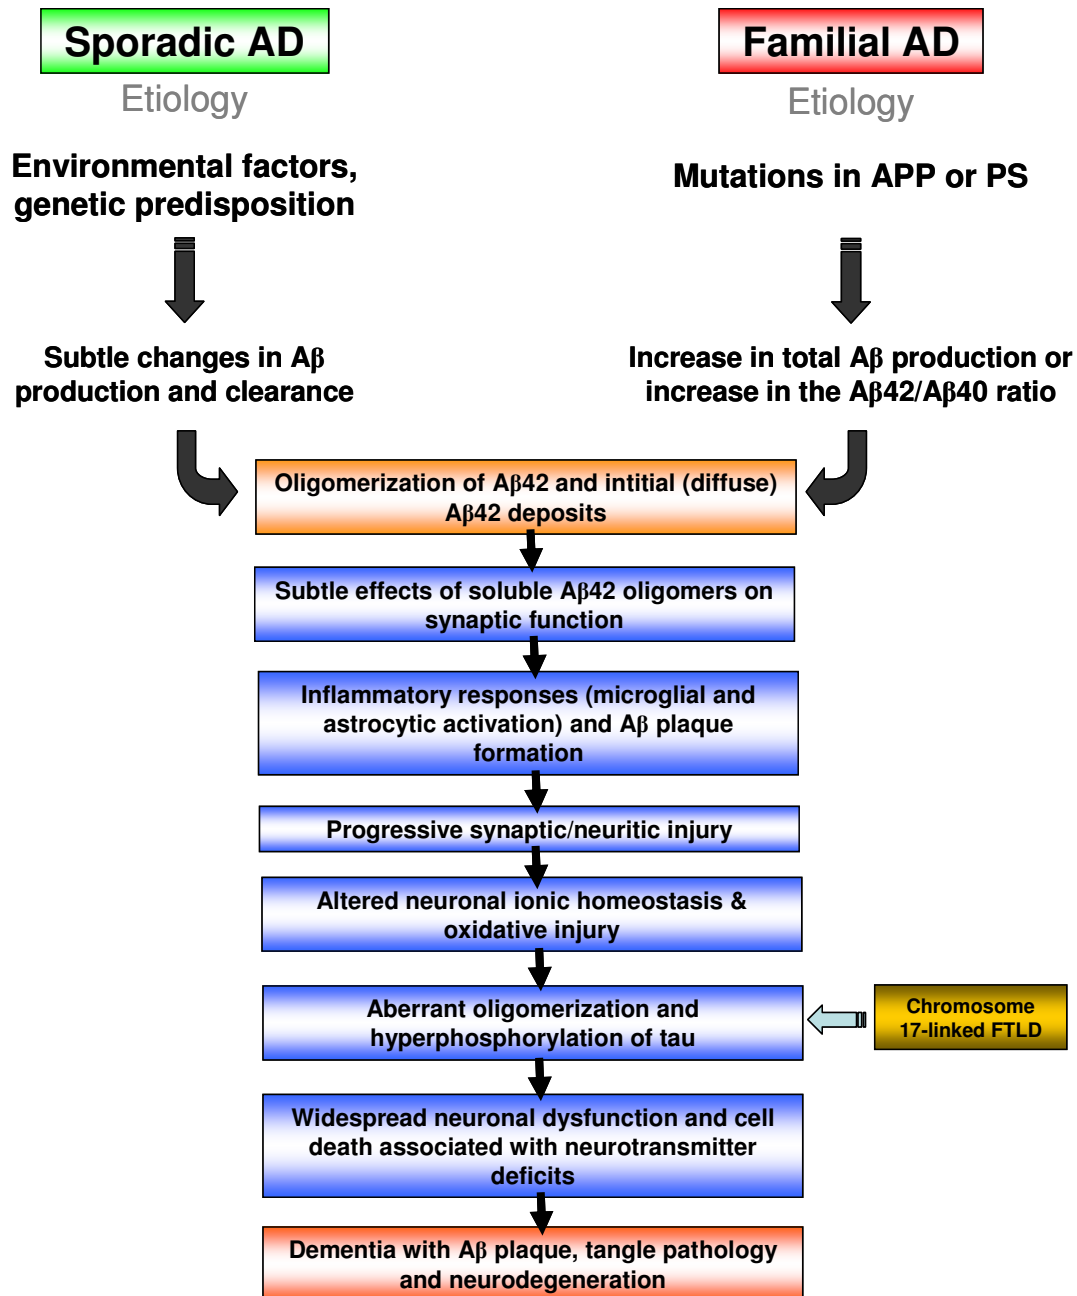 Sporadic AD
Etiology
Environmental factors,
genetic predisposition
Subtle changes in Aβ
production and clearance
Familial AD
Etiology
Mutations in APP or PS
Increase in total Aβ production or
increase in the Aβ42/Aβ40 ratio
Oligomerization of Aβ42 and intitial (diffuse)
Aβ42 deposits
Subtle effects of soluble Aβ42 oligomers on
synaptic function
Inflammatory responses (microglial and
astrocytic activation) and Aβ plaque
formation
Progressive synaptic/neuritic injury
Altered neuronal ionic homeostasis &
oxidative injury
Aberrant oligomerization and
hyperphosphorylation of tau
Chromosome
17-linked FTLD
Widespread neuronal dysfunction and cell
death associated with neurotransmitter
deficits
Dementia with Aβ plaque, tangle pathology
and neurodegeneration